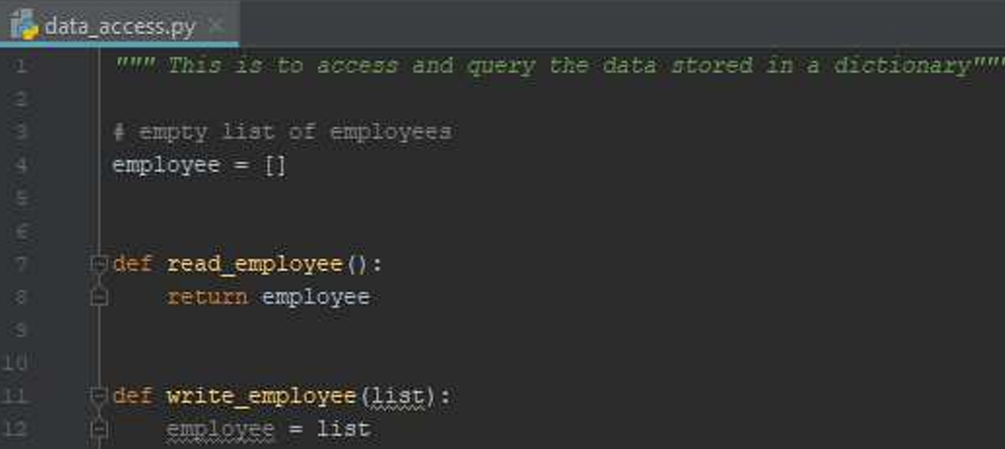 data_access.py
1 """ This is to access and query the data stored in a dictionary"""
2
3 # empty list of employees
4 employee = []
5
6
7 def read_employee():
8 return employee
9
10
11 def write_employee(list):
12 employee = list